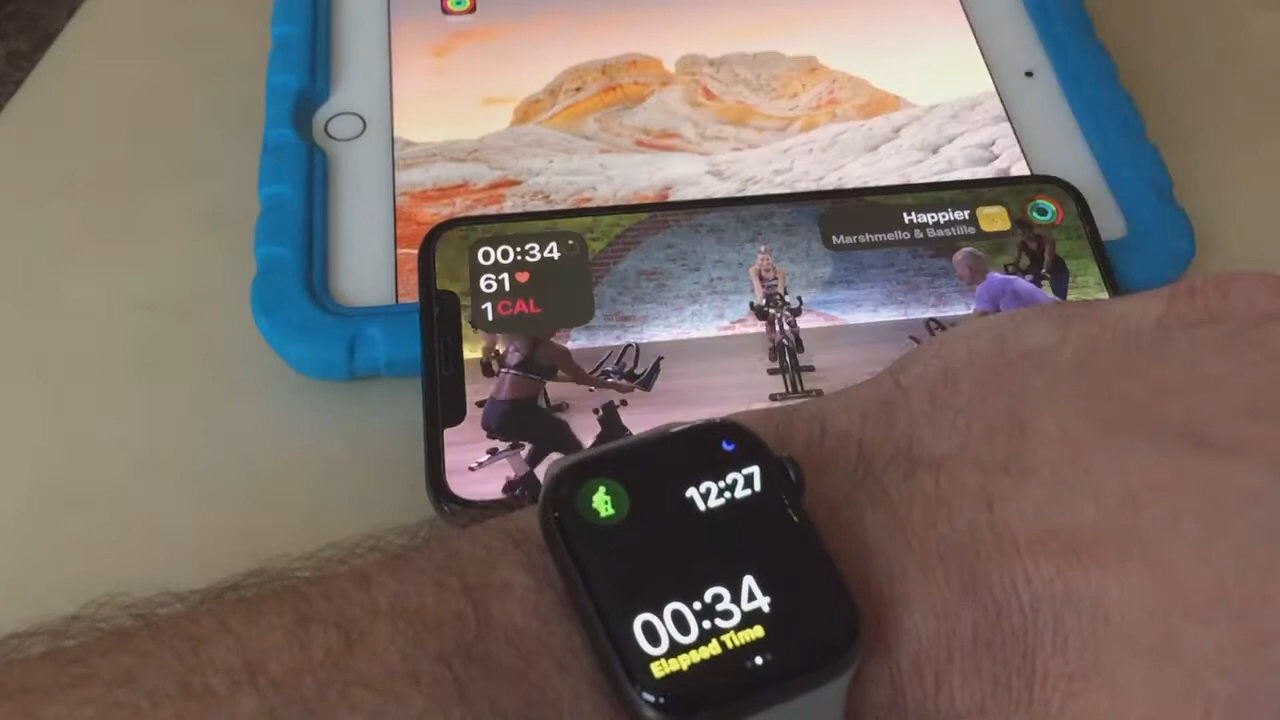 00:34
61
1 CAL
Happier
Marshmello & Bastille
12:27
00:34
Elapsed Time